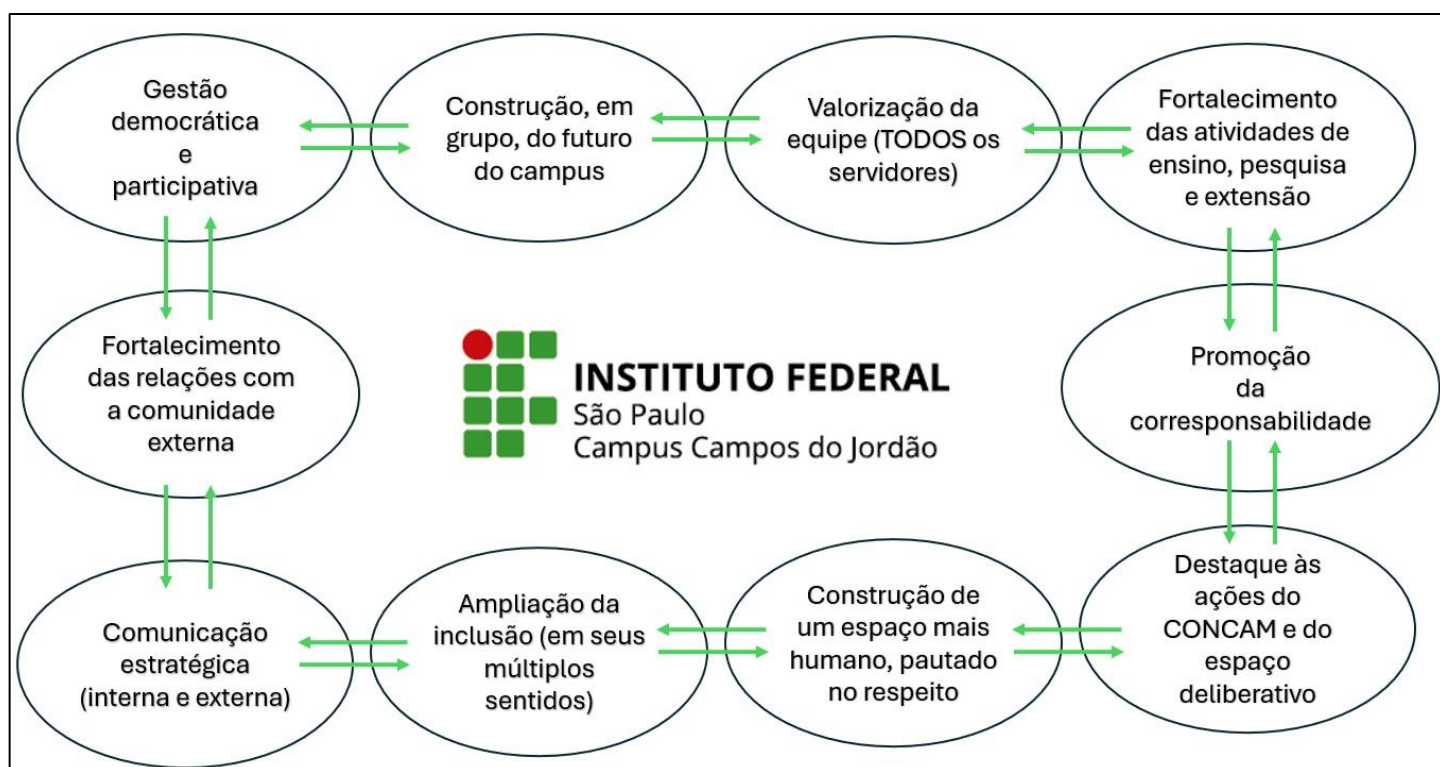 Gestão
democrática
e
participativa
Construção, em
grupo, do futuro
do campus
Valorização da
equipe (TODOS os
servidores)
Fortalecimento
das atividades de
ensino, pesquisa
e extensão
Fortalecimento
das relações com
a comunidade
externa
INSTITUTO FEDERAL
São Paulo
Campus Campos do Jordão
Promoção
da
corresponsabilidade
Comunicação
estratégica
(interna e externa)
Ampliação da
inclusão (em seus
múltiplos
sentidos)
Construção de
um espaço mais
humano, pautado
no respeito
Destaque às
ações do
CONCAM e do
espaço
deliberativo